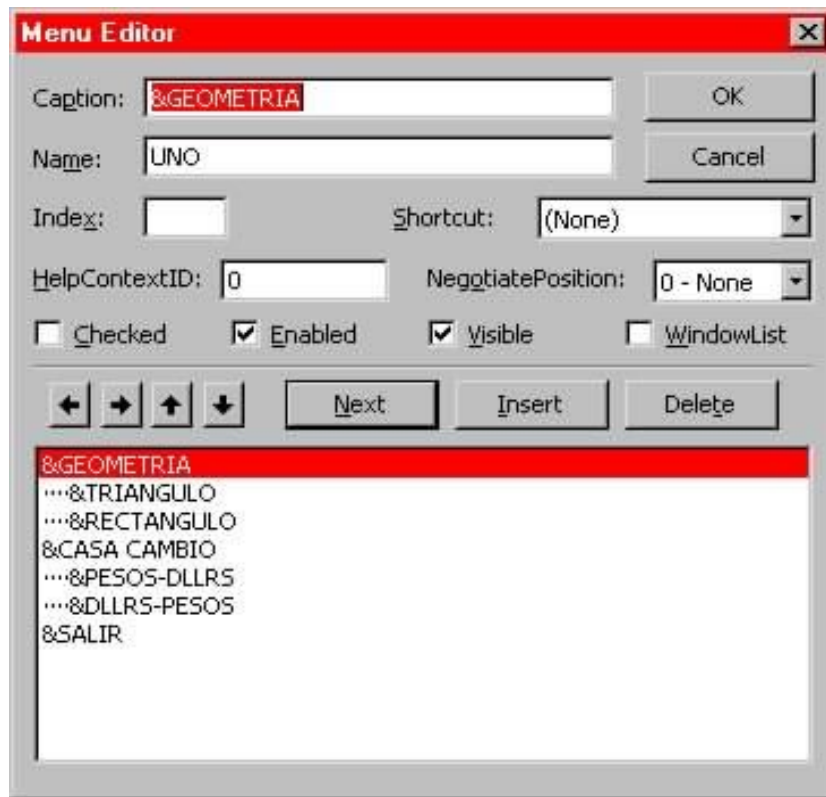 Menu Editor
Caption: &GEOMETRIA OK
Name: UNO Cancel
Index: Shortcut: (None)
HelpContextID: 0 NegotiatePosition: 0 - None
Checked Enabled Visible WindowList
Next Insert Delete
&GEOMETRIA
····&TRIANGULO
····&RECTANGULO
&CASA CAMBIO
····&PESOS-DLLRS
····&DLLRS-PESOS
&SALIR